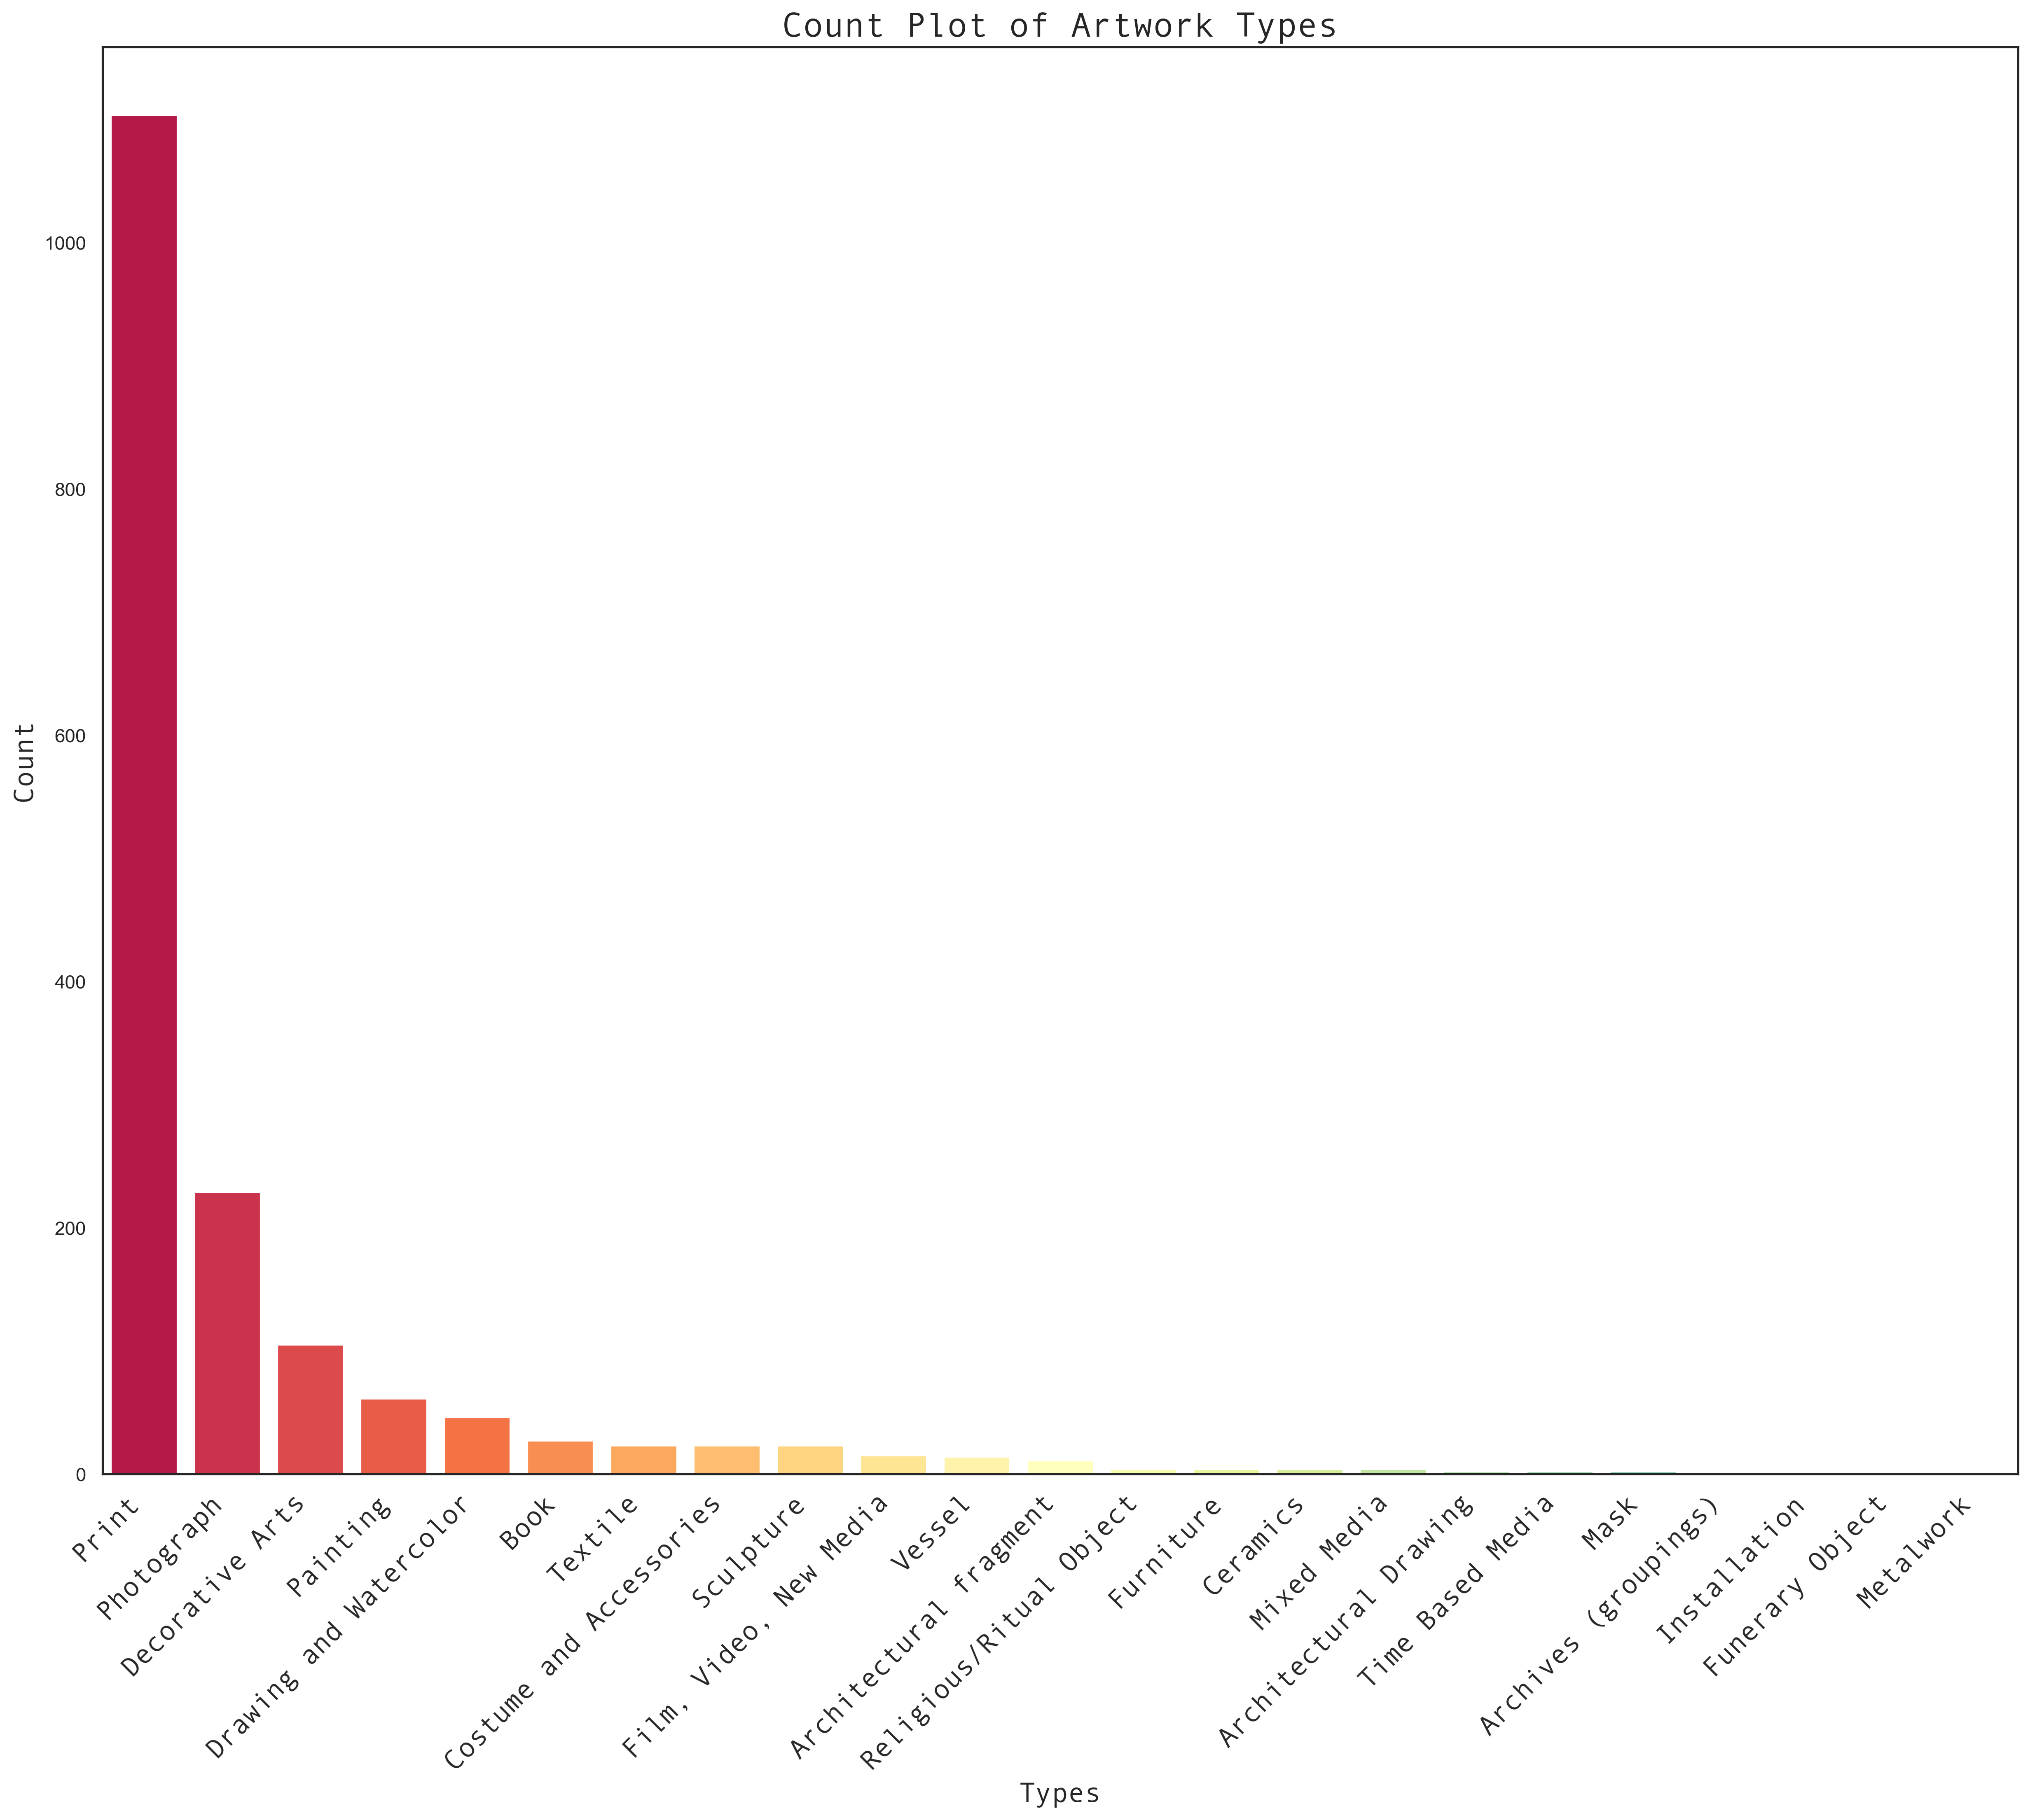 Count Plot of Artwork Types
Count
1000
800
600
400
200
0
Print
Photograph
Decorative Arts
Painting
Drawing and Watercolor
Book
Textile
Costume and Accessories
Sculpture
Film, Video, New Media
Vessel
Architectural fragment
Religious/Ritual Object
Furniture
Ceramics
Mixed Media
Architectural Drawing
Time Based Media
Mask
Archives (groupings)
Installation
Funerary Object
Metalwork
Types